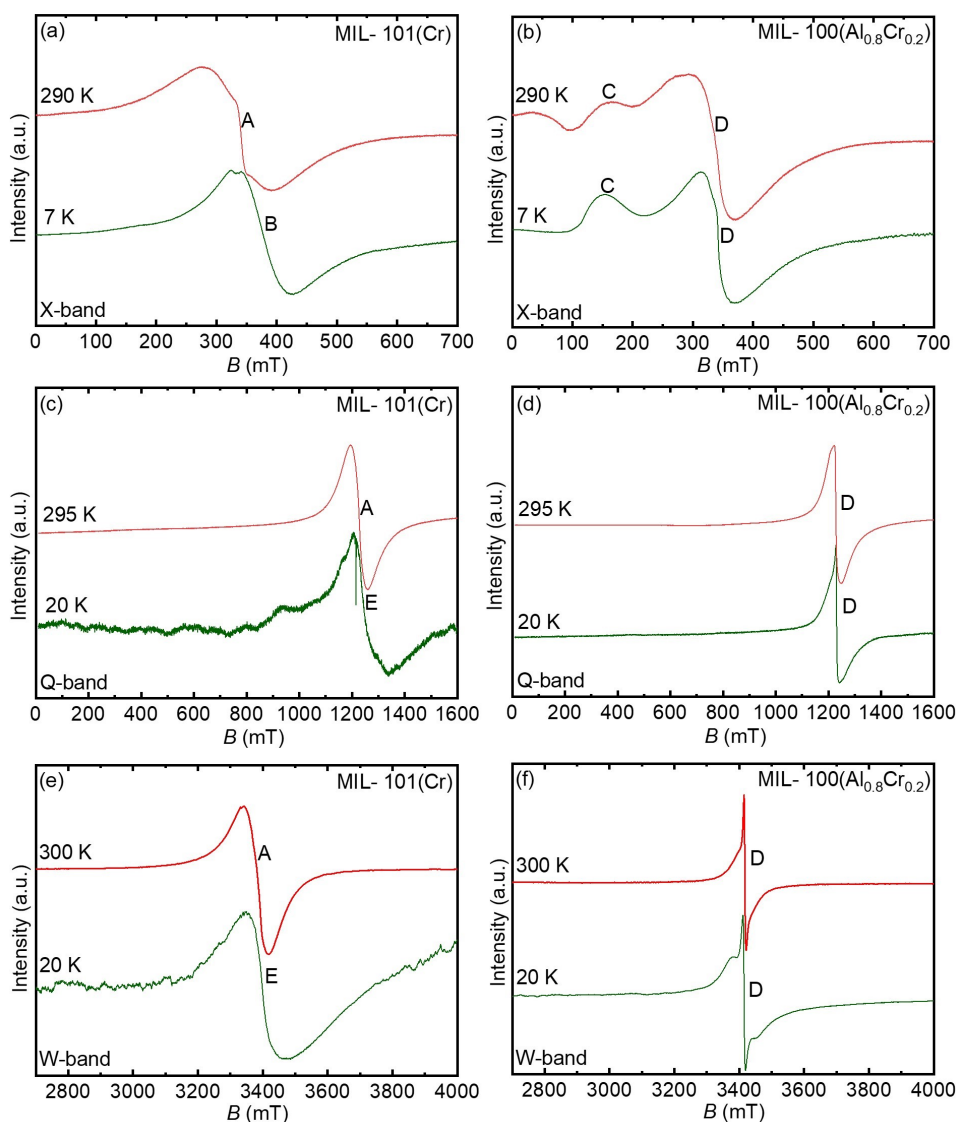 (a) MIL- 101(Cr)
290 K
A
7 K
B
X-band
Intensity (a.u.)
0 100 200 300 400 500 600 700
B (mT)
(b) MIL- 100(Al0.8Cr0.2)
290 K
C
D
7 K
C
D
X-band
Intensity (a.u.)
0 100 200 300 400 500 600 700
B (mT)
(c) MIL- 101(Cr)
295 K
A
20 K
E
Q-band
Intensity (a.u.)
0 200 400 600 800 1000 1200 1400 1600
B (mT)
(d) MIL- 100(Al0.8Cr0.2)
295 K
D
20 K
D
Q-band
Intensity (a.u.)
0 200 400 600 800 1000 1200 1400 1600
B (mT)
(e) MIL- 101(Cr)
300 K
A
20 K
E
W-band
Intensity (a.u.)
2800 3000 3200 3400 3600 3800 4000
B (mT)
(f) MIL- 100(Al0.8Cr0.2)
300 K
D
20 K
D
W-band
Intensity (a.u.)
2800 3000 3200 3400 3600 3800 4000
B (mT)